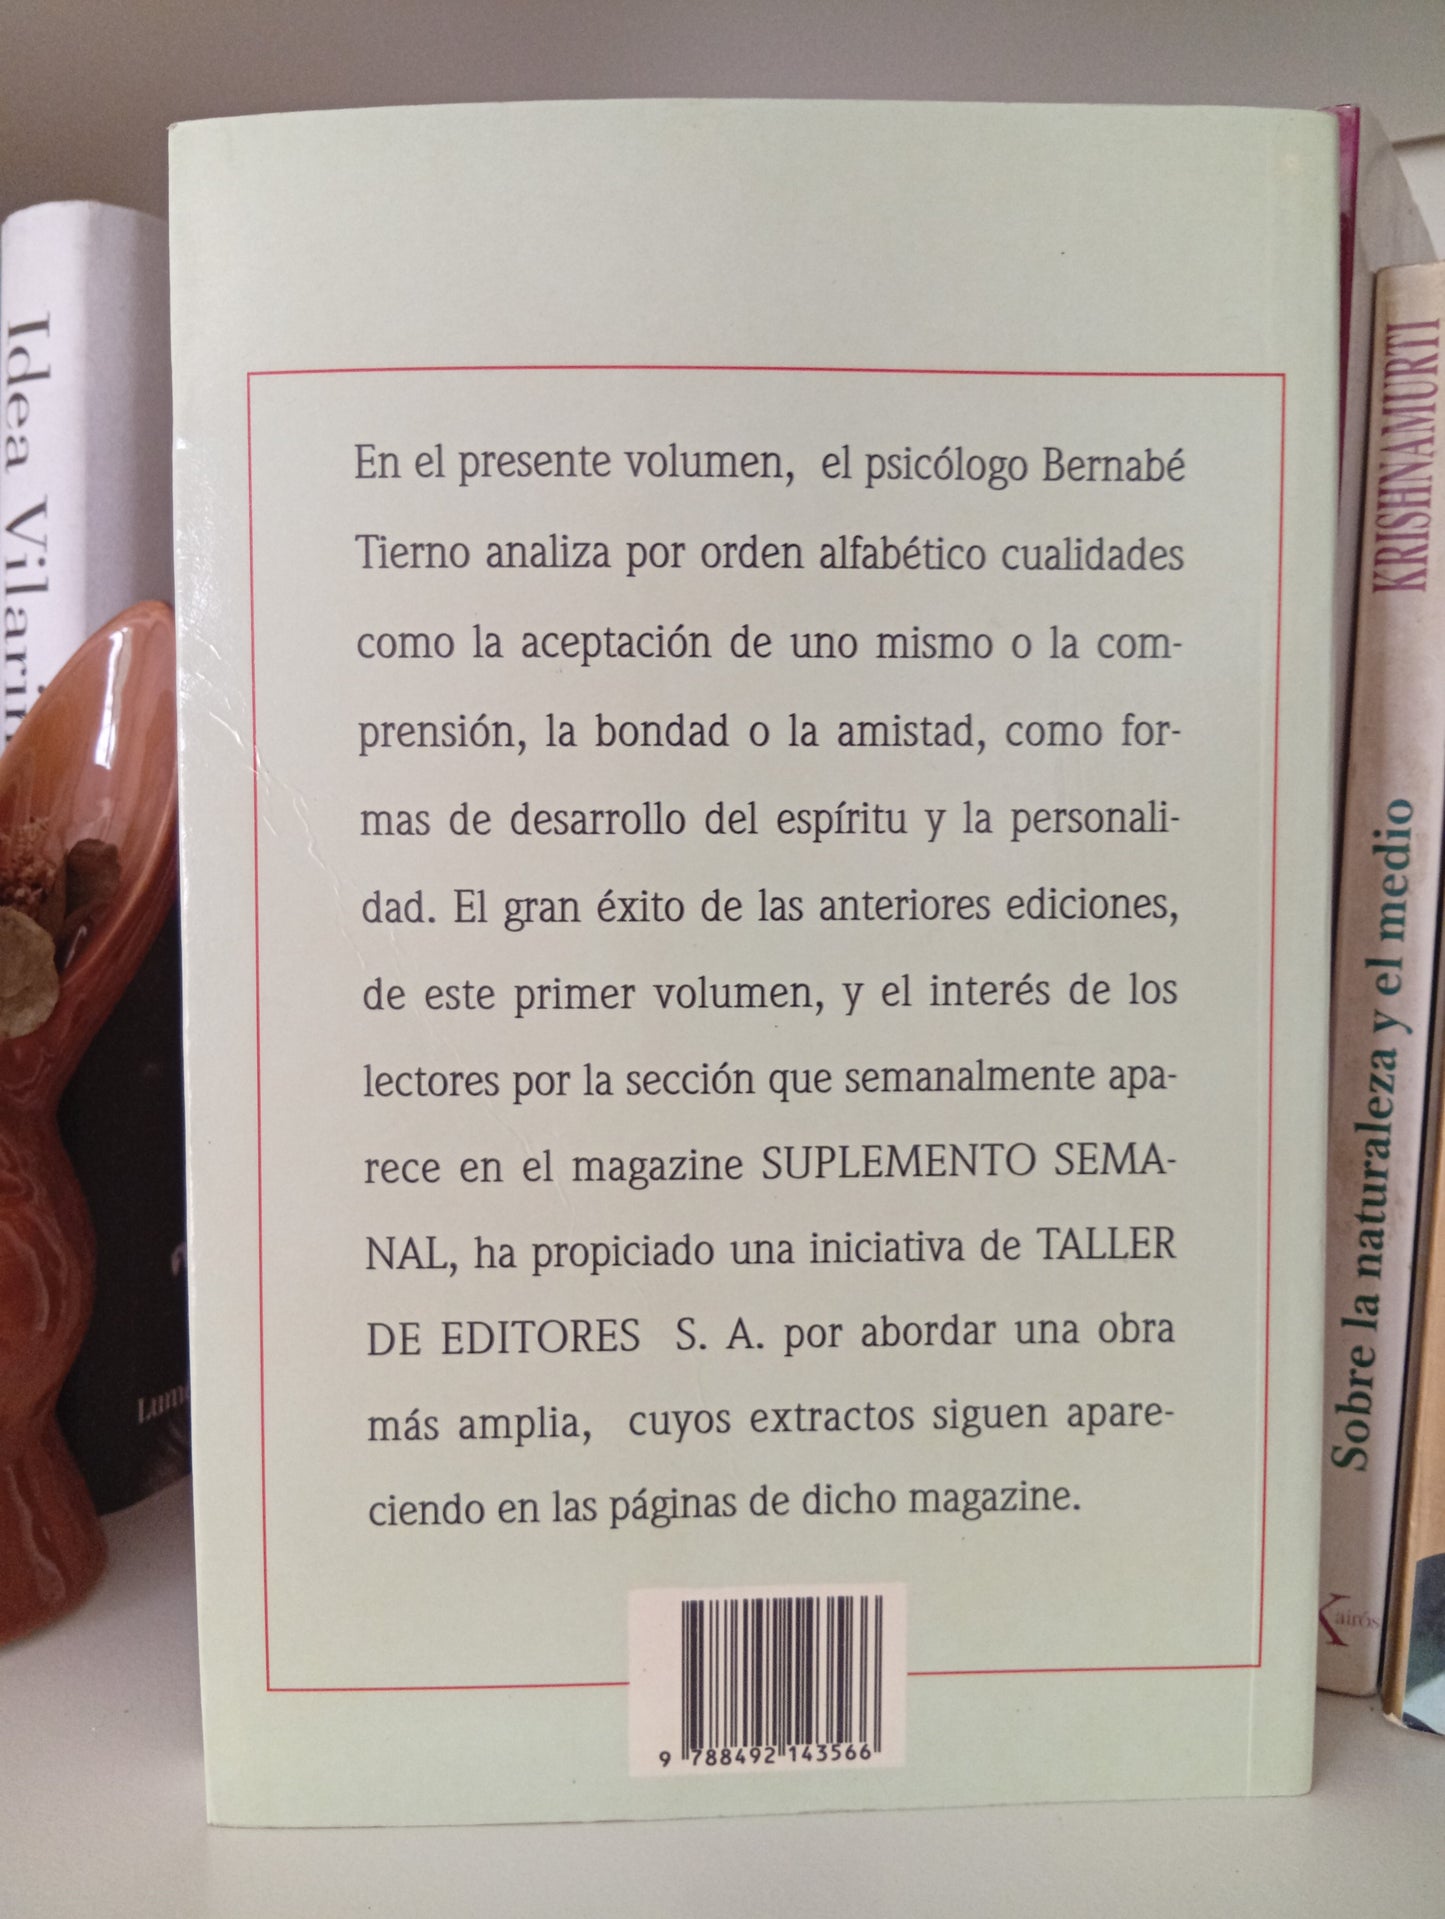 En el presente volumen, el psicólogo Bernabé
Tierno analiza por orden alfabético cualidades
como la aceptación de uno mismo o la com-
prensión, la bondad o la amistad, como for-
mas de desarrollo del espíritu y la personali-
dad. El gran éxito de las anteriores ediciones,
de este primer volumen, y el interés de los
lectores por la sección que semanalmente apa-
rece en el magazine SUPLEMENTO SEMA-
NAL, ha propiciado una iniciativa de TALLER
DE EDITORES S. A. por abordar una obra
más amplia, cuyos extractos siguen apare-
ciendo en las páginas de dicho magazine.
9 788492 143566
Idea Vilarin
KRISHNAMURTI
Sobre la naturaleza y el medio
Kairós